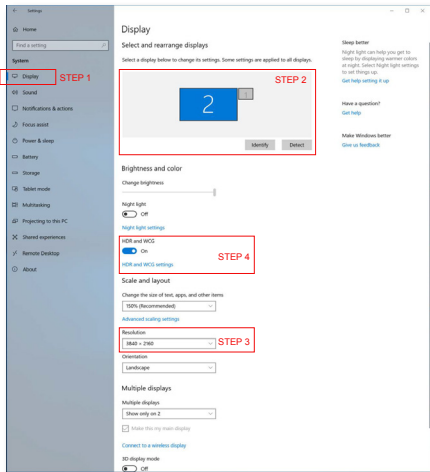 Settings
Home
Find a setting
System
Display
STEP 1
Sound
Notifications & actions
Focus assist
Power & sleep
Battery
Storage
Tablet mode
Multitasking
Projecting to this PC
Shared experiences
Remote Desktop
About
Display
Select and rearrange displays
Select a display below to change its settings. Some settings are applied to all displays.
STEP 2
2
1
Identify
Detect
Brightness and color
Change brightness
Night light
Off
Night light settings
HDR and WCG
On
STEP 4
HDR and WCG settings
Scale and layout
Change the size of text, apps, and other items
150% (Recommended)
Advanced scaling settings
Resolution
3840 × 2160
STEP 3
Orientation
Landscape
Multiple displays
Multiple displays
Show only on 2
Make this my main display
Connect to a wireless display
3D display mode
Off
Sleep better
Night light can help you get to
sleep by displaying warmer colors
at night. Select Night light settings
to set things up.
Get help setting it up
Have a question?
Get help
Make Windows better
Give us feedback